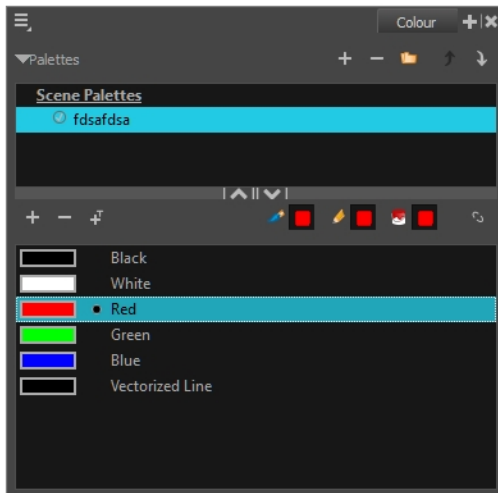 Colour
Palettes
Scene Palettes
fdsafdsa
Black
White
Red
Green
Blue
Vectorized Line